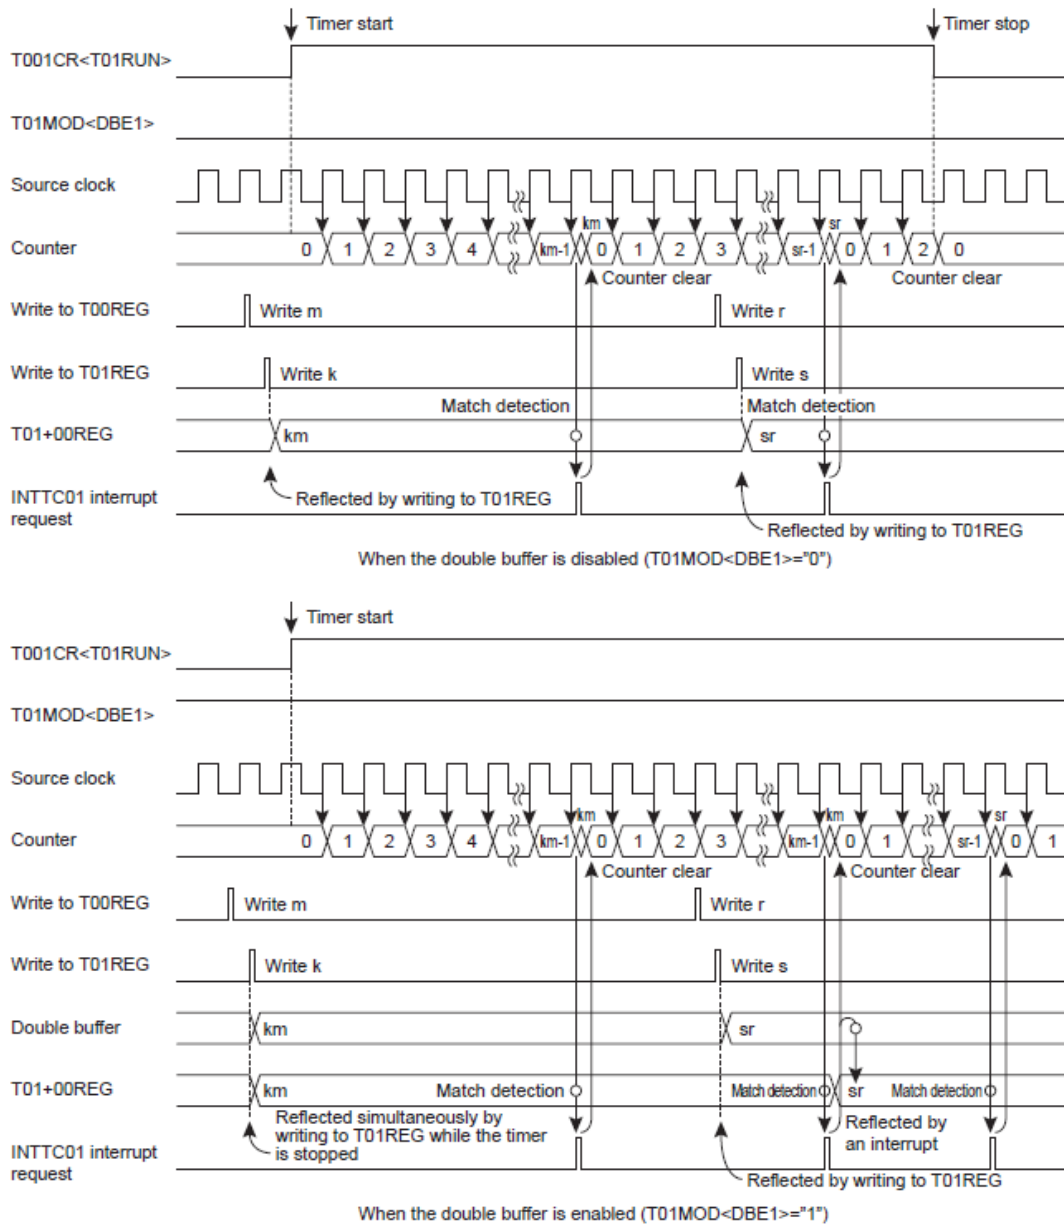 Timer start
Timer stop
T001CR<T01RUN>
T01MOD<DBE1>
Source clock
km
sr
Counter
0 1 2 3 4 km-1 0 1 2 3 sr-1 0 1 2 0
Counter clear
Counter clear
Write to T00REG
Write m
Write r
Write to T01REG
Write k
Write s
Match detection
Match detection
T01+00REG
km
sr
INTTC01 interrupt
request
Reflected by writing to T01REG
Reflected by writing to T01REG
When the double buffer is disabled (T01MOD<DBE1>="0")
Timer start
T001CR<T01RUN>
T01MOD<DBE1>
Source clock
km
km
sr
Counter
0 1 2 3 4 km-1 0 1 2 3 km-1 0 1 sr-1 0 1
Counter clear
Counter clear
Write to T00REG
Write m
Write r
Write to T01REG
Write k
Write s
Double buffer
km
sr
T01+00REG
km
Match detection
Match detection
sr
Match detection
Reflected simultaneously by
writing to T01REG while the timer
is stopped
Reflected by
an interrupt
INTTC01 interrupt
request
Reflected by writing to T01REG
When the double buffer is enabled (T01MOD<DBE1>="1")